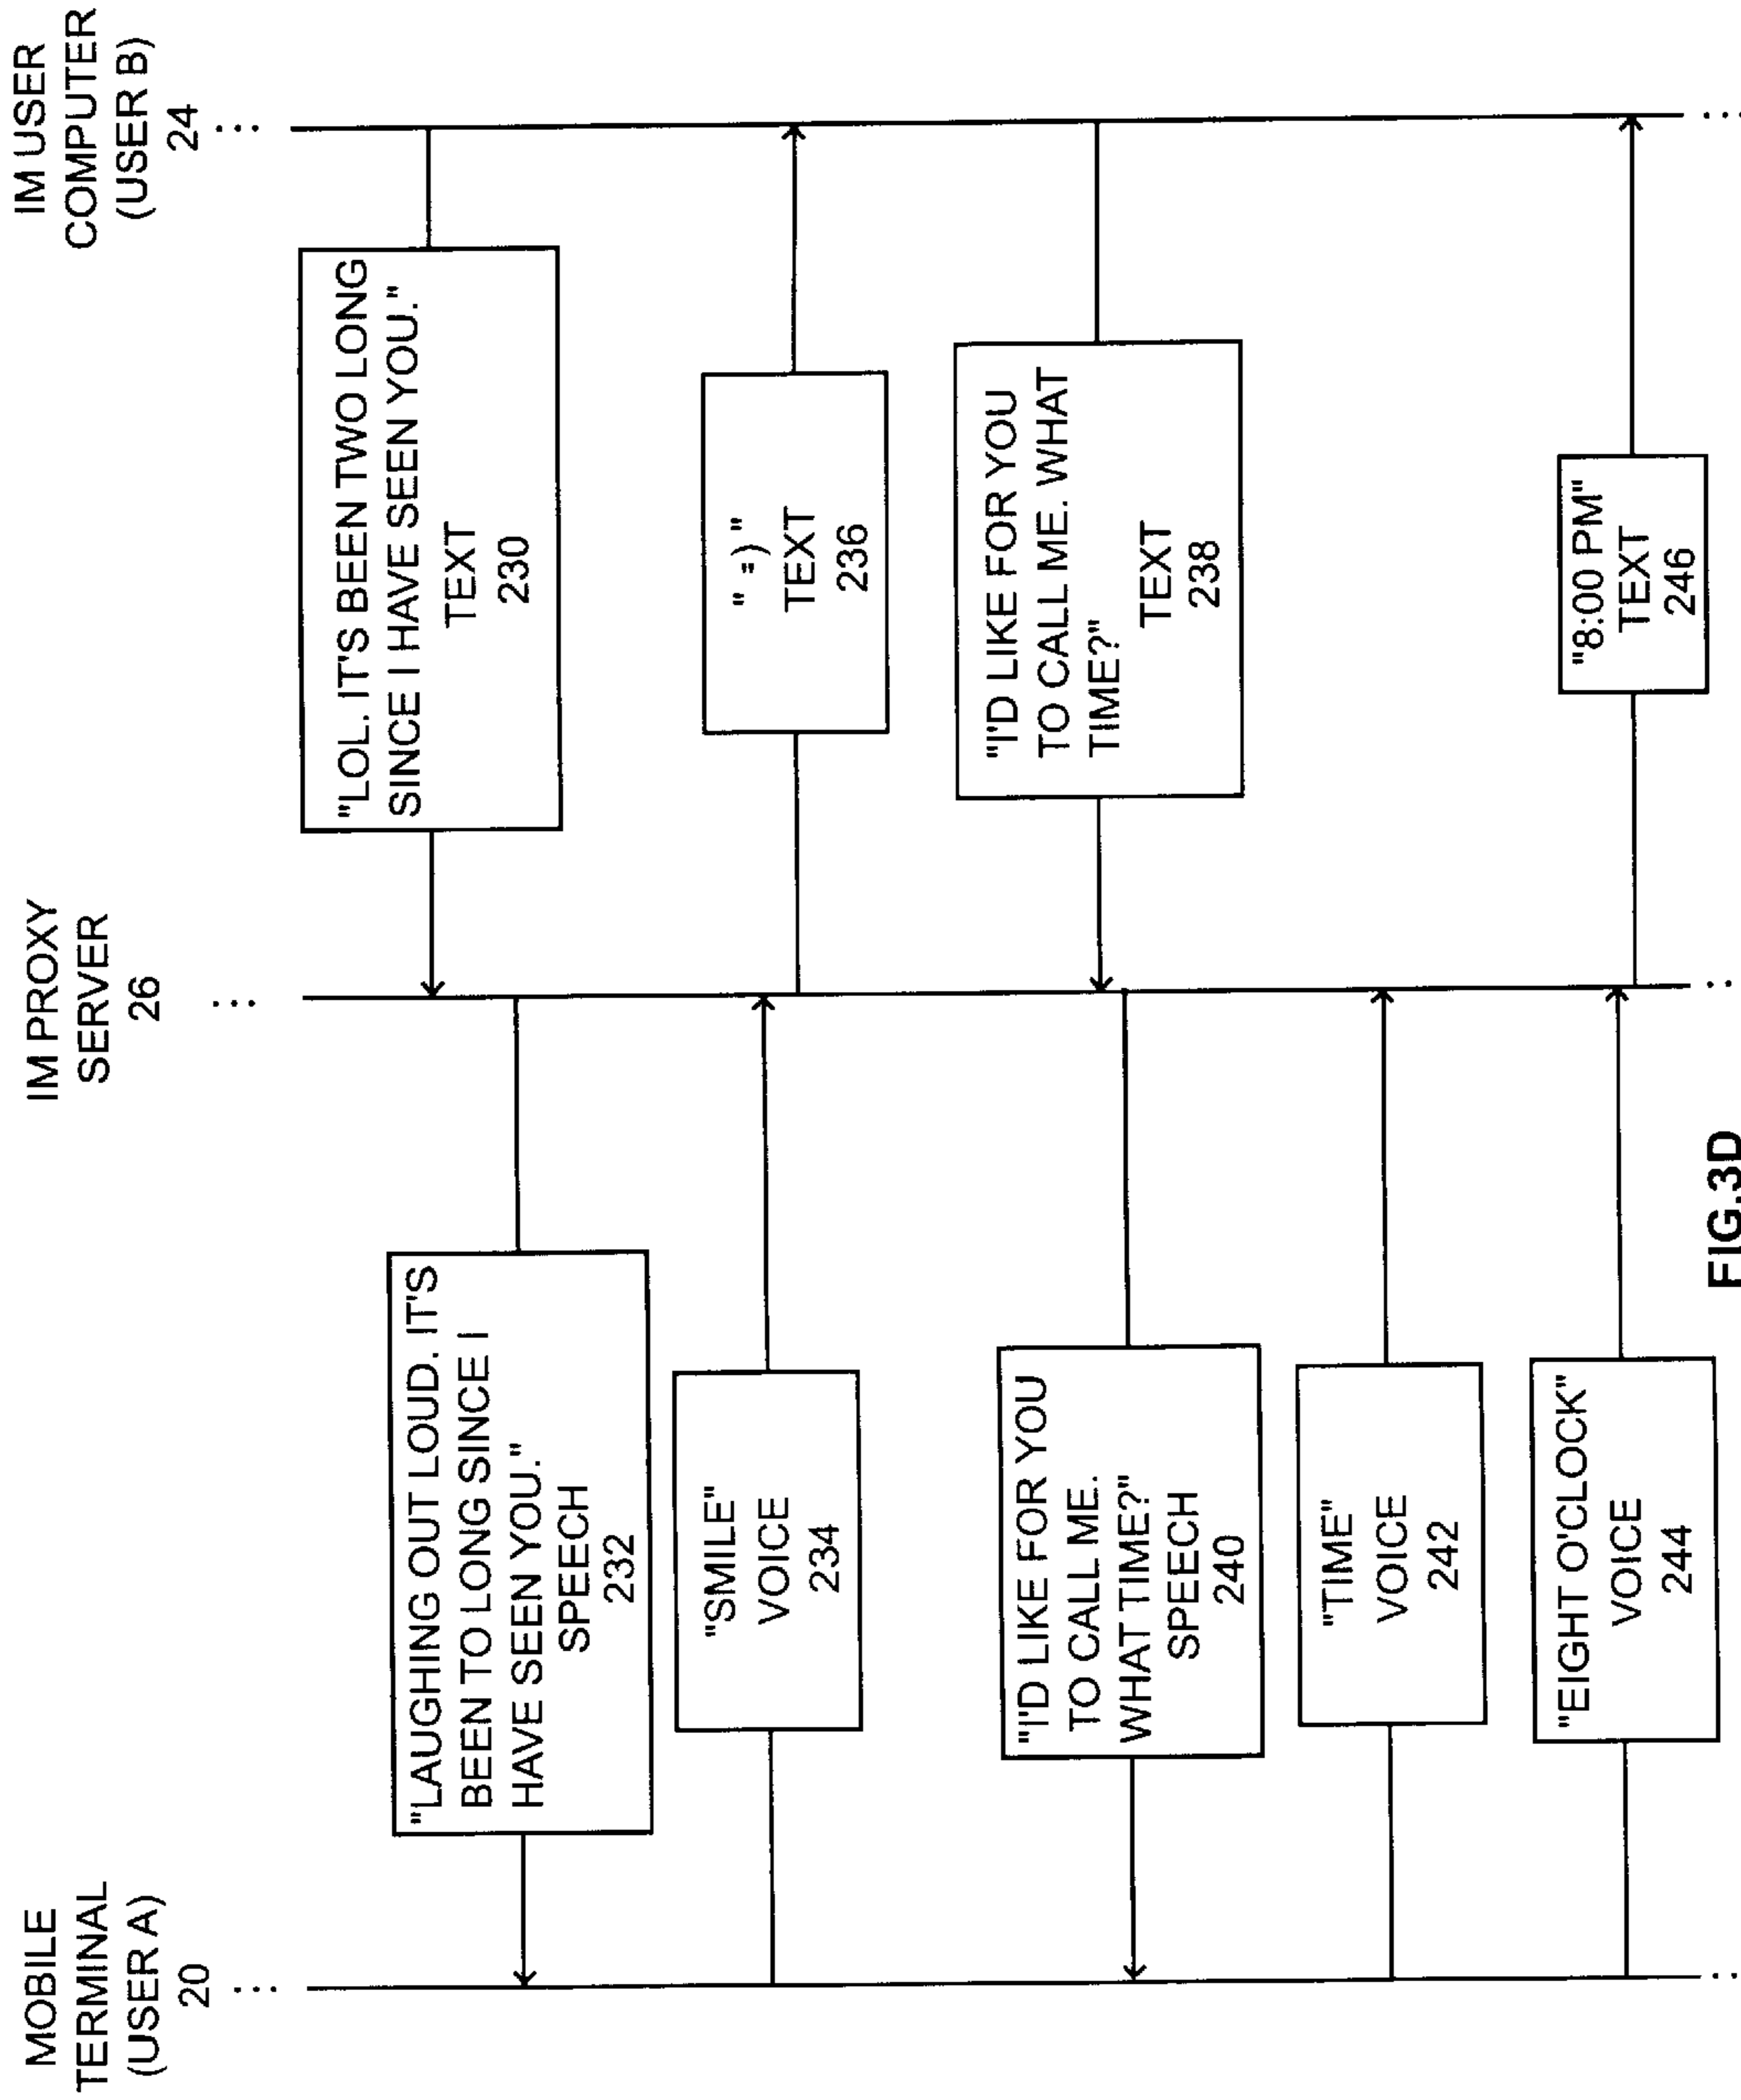 MOBILE
TERMINAL
(USER A)
20
IM PROXY
SERVER
26
IM USER
COMPUTER
(USER B)
24
"LOL. IT'S BEEN TWO LONG
SINCE I HAVE SEEN YOU."
TEXT
230
"LAUGHING OUT LOUD. IT'S
BEEN TO LONG SINCE I
HAVE SEEN YOU."
SPEECH
232
"SMILE"
VOICE
234
" =) "
TEXT
236
"I'D LIKE FOR YOU
TO CALL ME. WHAT
TIME?"
TEXT
238
"I'D LIKE FOR YOU
TO CALL ME.
WHAT TIME?"
SPEECH
240
"TIME"
VOICE
242
"EIGHT O'CLOCK"
VOICE
244
"8:00 PM"
TEXT
246
FIG.3D